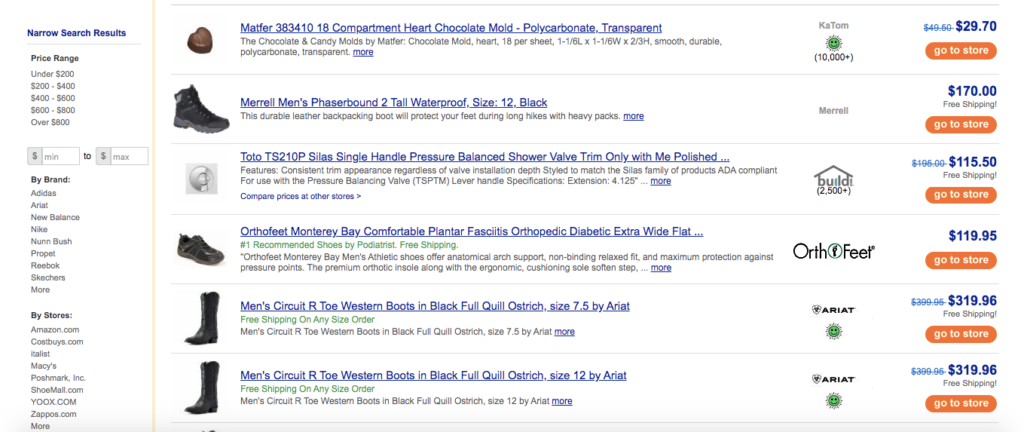 Narrow Search Results
Price Range
Under $200
$200 - $400
$400 - $600
$600 - $800
Over $800
$ min to $ max
By Brand:
Adidas
Ariat
New Balance
Nike
Nunn Bush
Propet
Reebok
Skechers
More
By Stores:
Amazon.com
Costbuys.com
italist
Macy's
Poshmark, Inc.
ShoeMall.com
YOOX.COM
Zappos.com
More
Matfer 383410 18 Compartment Heart Chocolate Mold - Polycarbonate, Transparent
The Chocolate & Candy Molds by Matfer: Chocolate Mold, heart, 18 per sheet, 1-1/6L x 1-1/6W x 2/3H, smooth, durable,
polycarbonate, transparent. more
KaTom
(10,000+)
$49.50 $29.70
go to store
Merrell Men's Phaserbound 2 Tall Waterproof, Size: 12, Black
This durable leather backpacking boot will protect your feet during long hikes with heavy packs. more
Merrell
$170.00
Free Shipping!
go to store
Toto TS210P Silas Single Handle Pressure Balanced Shower Valve Trim Only with Me Polished ...
Features: Consistent trim appearance regardless of valve installation depth Styled to match the Silas family of products ADA compliant
For use with the Pressure Balancing Valve (TSPTM) Lever handle Specifications: Extension: 4.125" ... more
Compare prices at other stores >
build
(2,500+)
$195.00 $115.50
Free Shipping!
go to store
Orthofeet Monterey Bay Comfortable Plantar Fasciitis Orthopedic Diabetic Extra Wide Flat ...
#1 Recommended Shoes by Podiatrist. Free Shipping.
"Orthofeet Monterey Bay Men's Athletic shoes offer anatomical arch support, non-binding relaxed fit, and maximum protection against
pressure points. The premium orthotic insole along with the ergonomic, cushioning sole soften step, ... more
OrthoFeet
$119.95
go to store
Men's Circuit R Toe Western Boots in Black Full Quill Ostrich, size 7.5 by Ariat
Free Shipping On Any Size Order
Men's Circuit R Toe Western Boots in Black Full Quill Ostrich, size 7.5 by Ariat more
ARIAT
$399.95 $319.96
Free Shipping!
go to store
Men's Circuit R Toe Western Boots in Black Full Quill Ostrich, size 12 by Ariat
Free Shipping On Any Size Order
Men's Circuit R Toe Western Boots in Black Full Quill Ostrich, size 12 by Ariat more
ARIAT
$399.95 $319.96
Free Shipping!
go to store